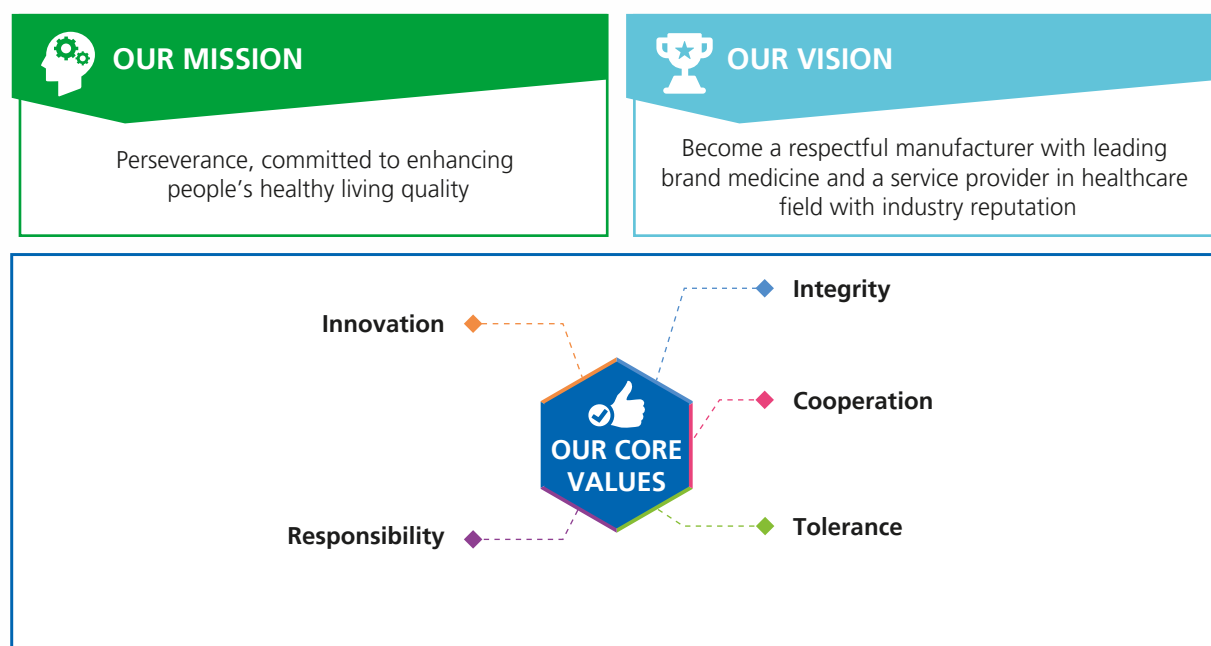 OUR MISSION
Perseverance, committed to enhancing
people's healthy living quality
OUR VISION
Become a respectful manufacturer with leading
brand medicine and a service provider in healthcare
field with industry reputation
Innovation
Integrity
Cooperation
OUR CORE
VALUES
Responsibility
Tolerance